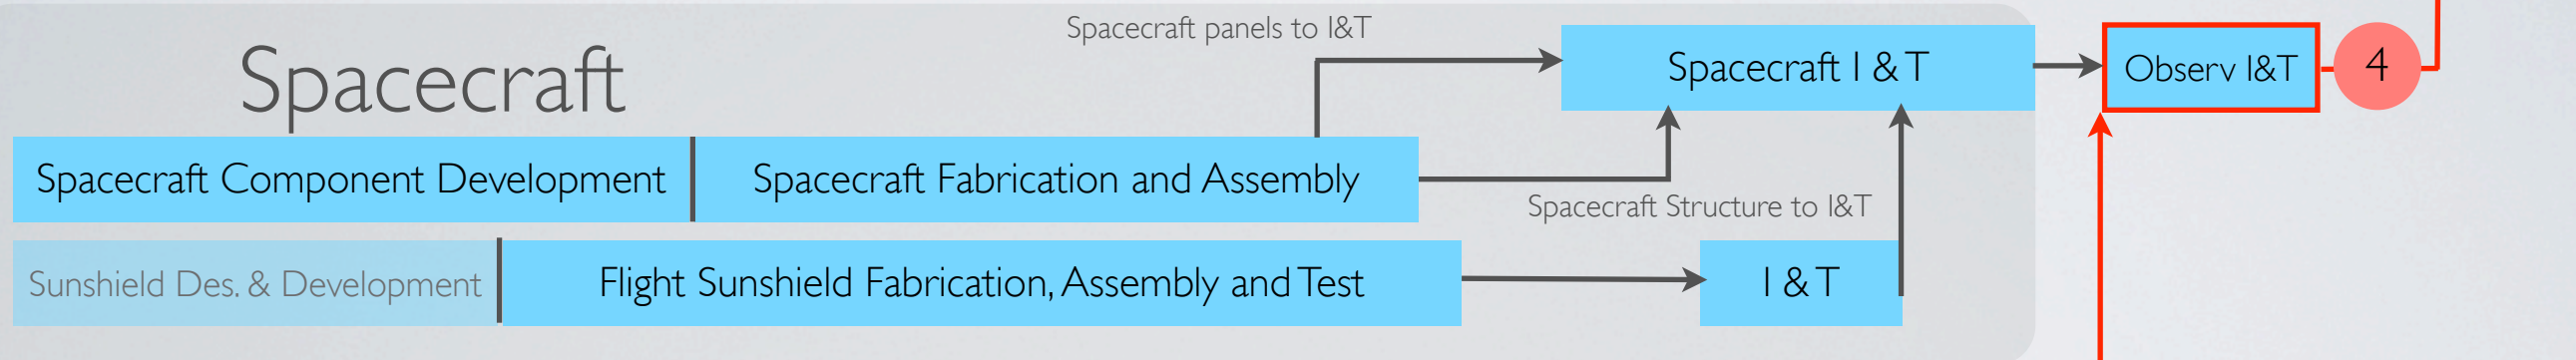 Spacecraft panels to I&T
Spacecraft
Spacecraft I & T
Observ I&T
4
Spacecraft Component Development
Spacecraft Fabrication and Assembly
Spacecraft Structure to I&T
Sunshield Des. & Development
Flight Sunshield Fabrication, Assembly and Test
I & T